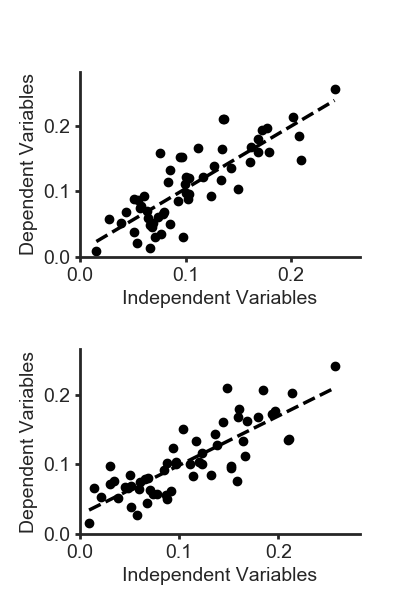 Dependent Variables
0.2
0.1
0.0
0.0 0.1 0.2
Independent Variables
Dependent Variables
0.2
0.1
0.0
0.0 0.1 0.2
Independent Variables